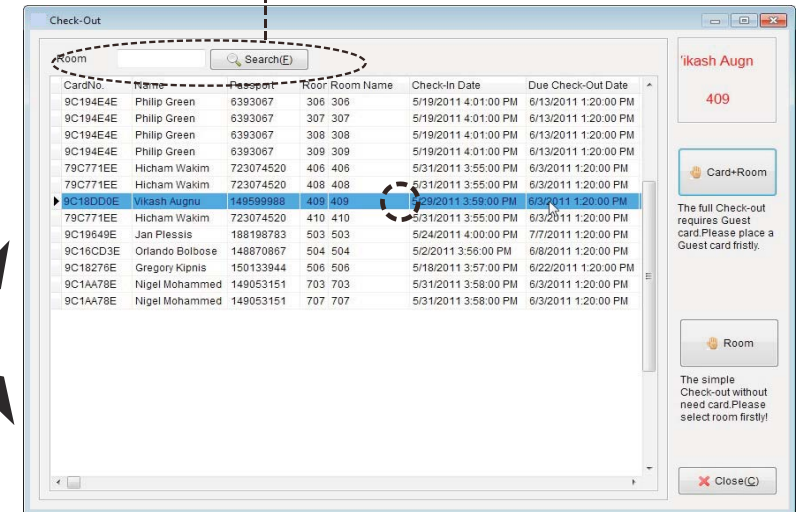 Check-Out
Room Search(F)
CardNo. Name Passport Roor Room Name Check-In Date Due Check-Out Date
9C194E4E Philip Green 6393067 306 306 5/19/2011 4:01:00 PM 6/13/2011 1:20:00 PM
9C194E4E Philip Green 6393067 307 307 5/19/2011 4:01:00 PM 6/13/2011 1:20:00 PM
9C194E4E Philip Green 6393067 308 308 5/19/2011 4:01:00 PM 6/13/2011 1:20:00 PM
9C194E4E Philip Green 6393067 309 309 5/19/2011 4:01:00 PM 6/13/2011 1:20:00 PM
79C771EE Hicham Wakim 723074520 406 406 5/31/2011 3:55:00 PM 6/3/2011 1:20:00 PM
79C771EE Hicham Wakim 723074520 408 408 5/31/2011 3:55:00 PM 6/3/2011 1:20:00 PM
9C18DD0E Vikash Augnu 149599988 409 409 5/29/2011 3:59:00 PM 6/3/2011 1:20:00 PM
79C771EE Hicham Wakim 723074520 410 410 5/31/2011 3:55:00 PM 6/3/2011 1:20:00 PM
9C19649E Jan Plessis 188198783 503 503 5/24/2011 4:00:00 PM 7/7/2011 1:20:00 PM
9C16CD3E Orlando Bolbose 148870867 504 504 5/2/2011 3:56:00 PM 6/8/2011 1:20:00 PM
9C18276E Gregory Kipnis 150133944 506 506 5/18/2011 3:57:00 PM 6/22/2011 1:20:00 PM
9C1AA78E Nigel Mohammed 149053151 703 703 5/31/2011 3:58:00 PM 6/3/2011 1:20:00 PM
9C1AA78E Nigel Mohammed 149053151 707 707 5/31/2011 3:58:00 PM 6/3/2011 1:20:00 PM
'ikash Augn
409
Card+Room
The full Check-out
requires Guest
card.Please place a
Guest card fristly.
Room
The simple
Check-out without
need card.Please
select room firstly!
Close(C)